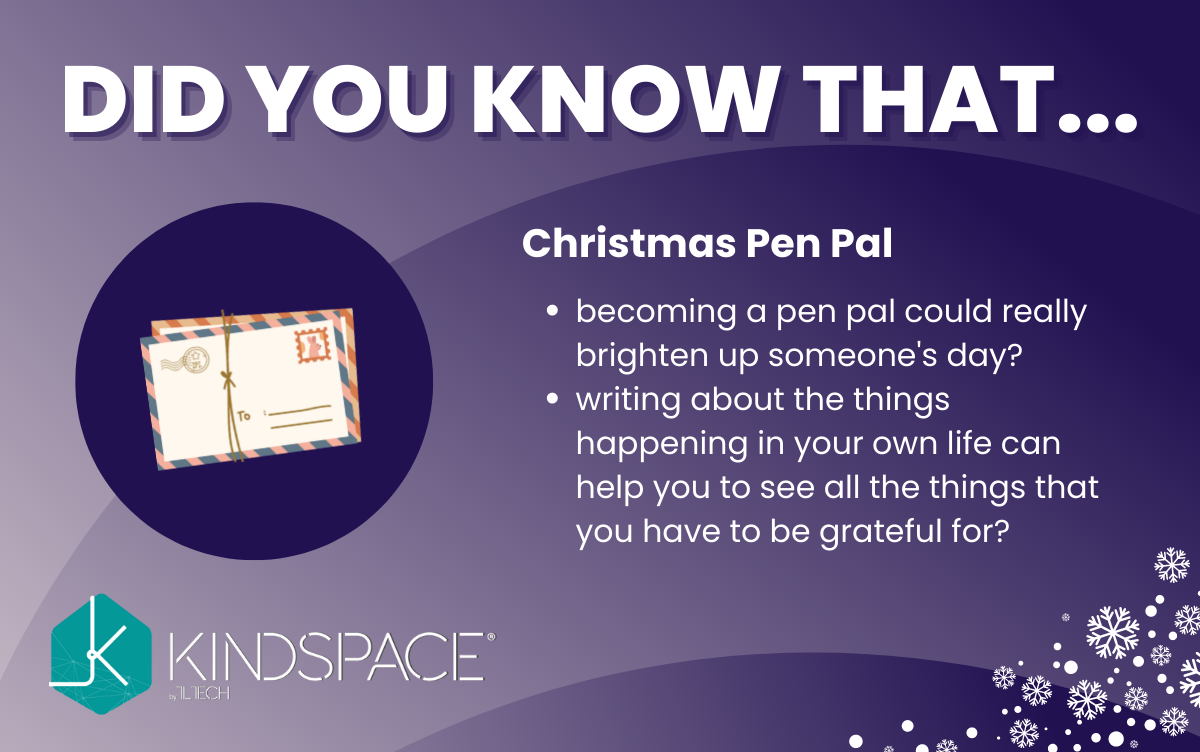 DID YOU KNOW THAT...
Christmas Pen Pal
• becoming a pen pal could really
brighten up someone's day?
• writing about the things
happening in your own life can
help you to see all the things that
you have to be grateful for?
To :
KINDSPACE®
by TLTECH